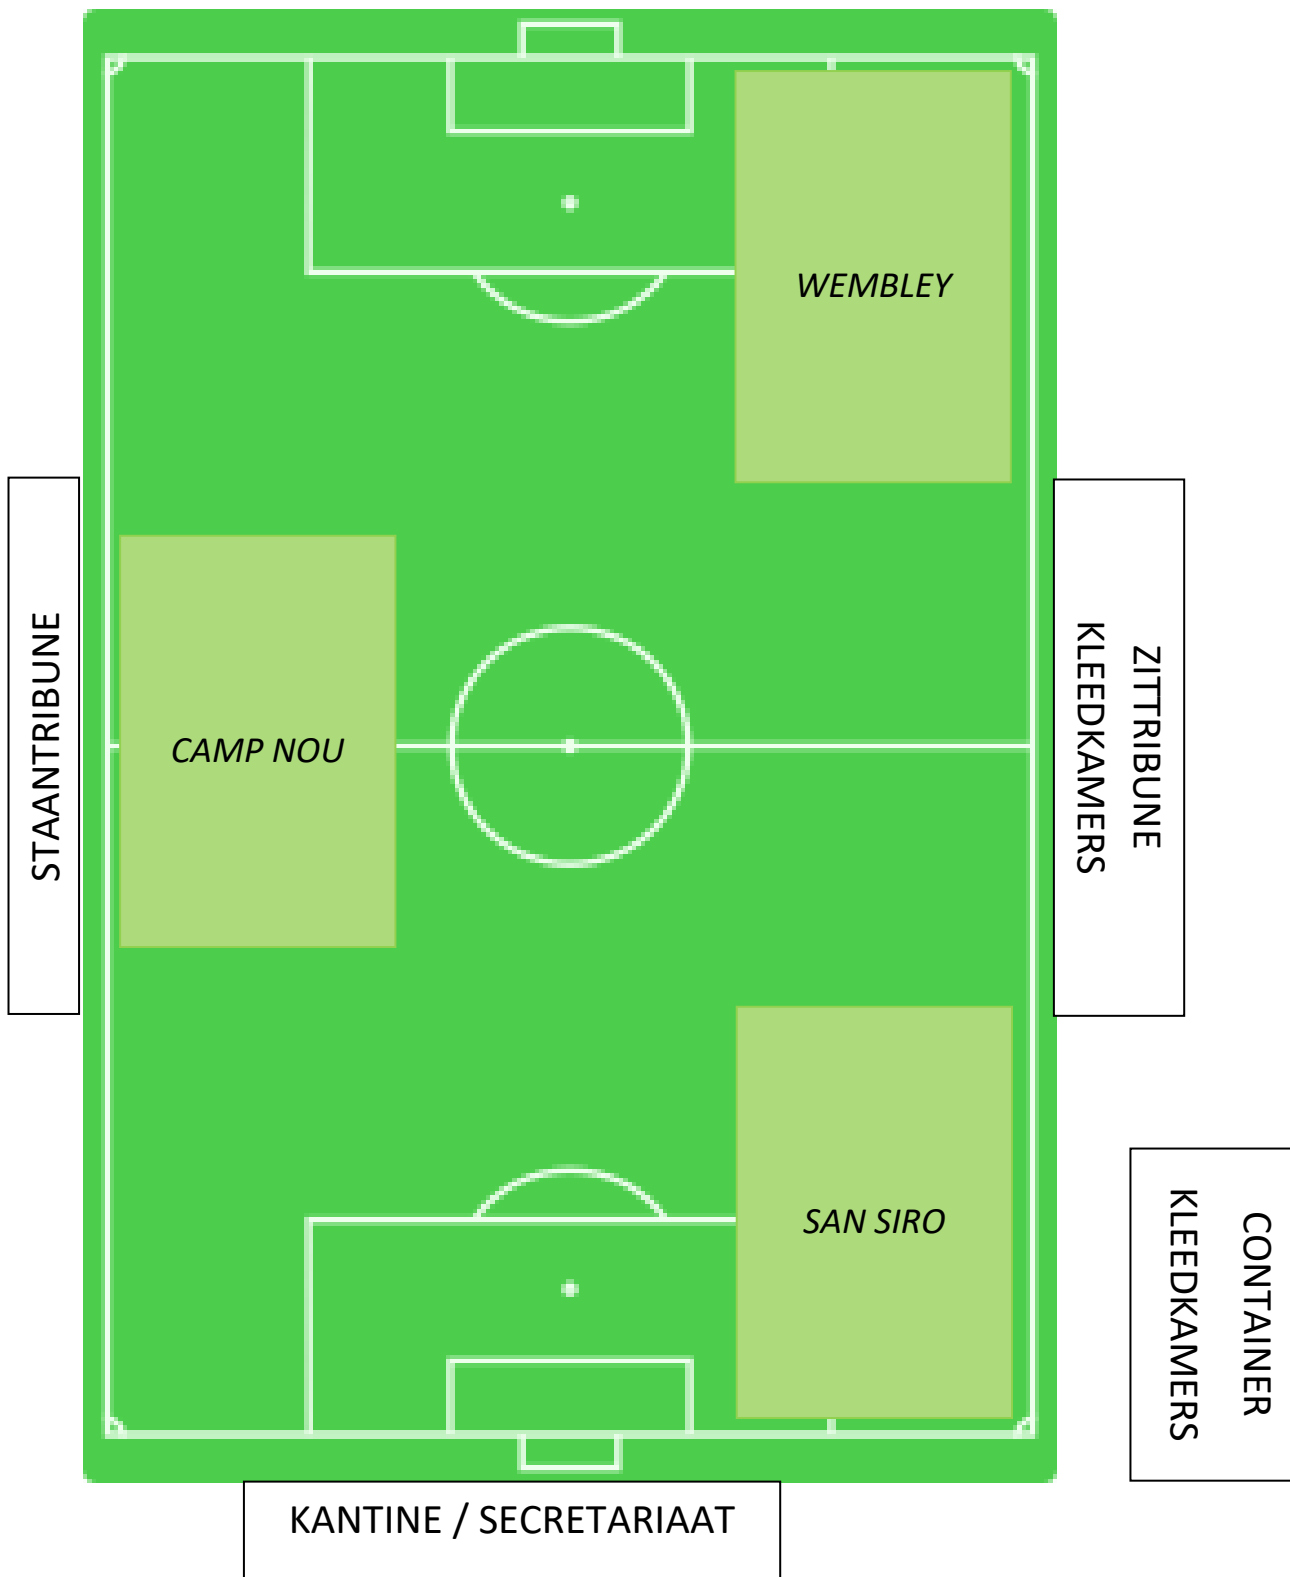 WEMBLEY
STAANTRIBUNE
CAMP NOU
ZITTRIBUNE
KLEEDKAMERS
SAN SIRO
CONTAINER
KLEEDKAMERS
KANTINE / SECRETARIAAT